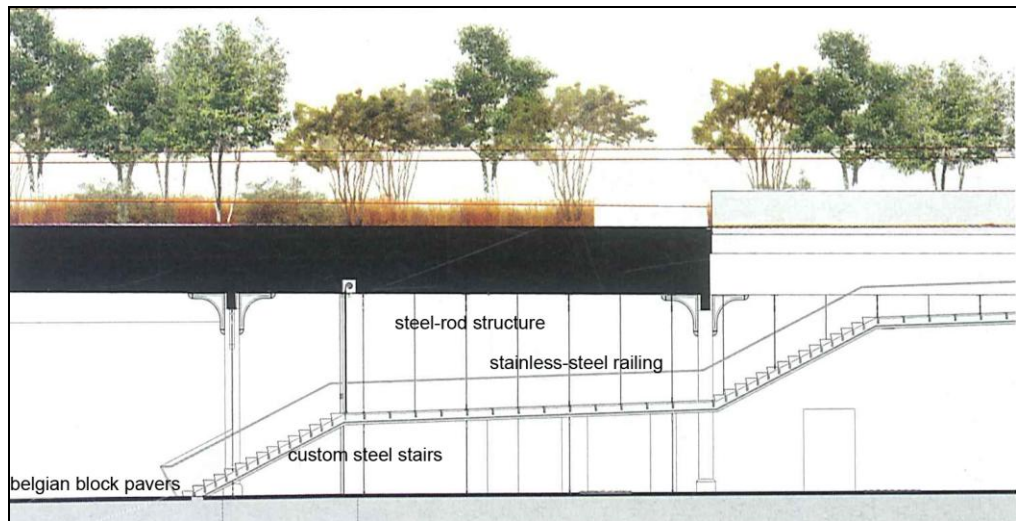 steel-rod structure
stainless-steel railing
custom steel stairs
belgian block pavers